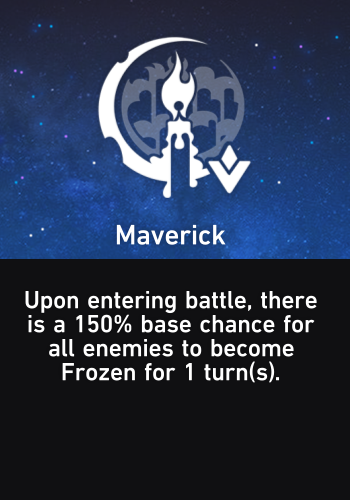 Maverick
Upon entering battle, there
is a 150% base chance for
all enemies to become
Frozen for 1 turn(s).